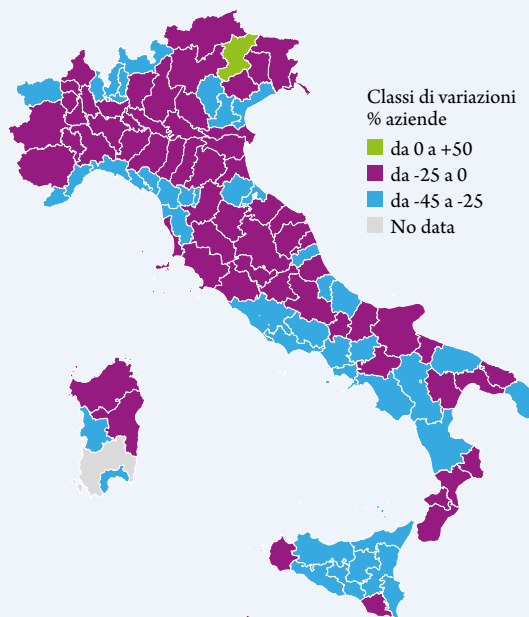 Classi di variazioni
% aziende
da 0 a +50
da -25 a 0
da -45 a -25
No data